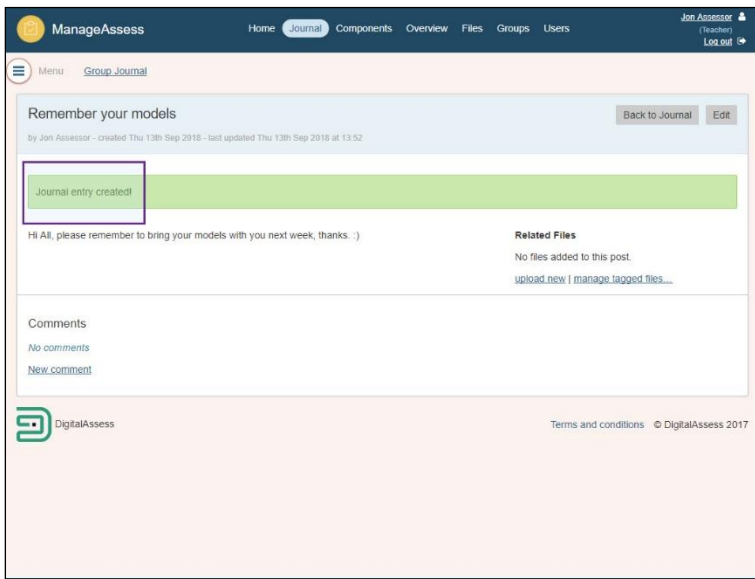 ManageAssess
Home Journal Components Overview Files Groups Users
Jon Assessor
(Teacher)
Log out
Menu Group Journal
Remember your models
Back to Journal Edit
by Jon Assessor - created Thu 13th Sep 2018 - last updated Thu 13th Sep 2018 at 13:52
Journal entry created!
Hi All, please remember to bring your models with you next week, thanks. :)
Related Files
No files added to this post.
upload new | manage tagged files...
Comments
No comments
New comment
DigitalAssess
Terms and conditions © DigitalAssess 2017